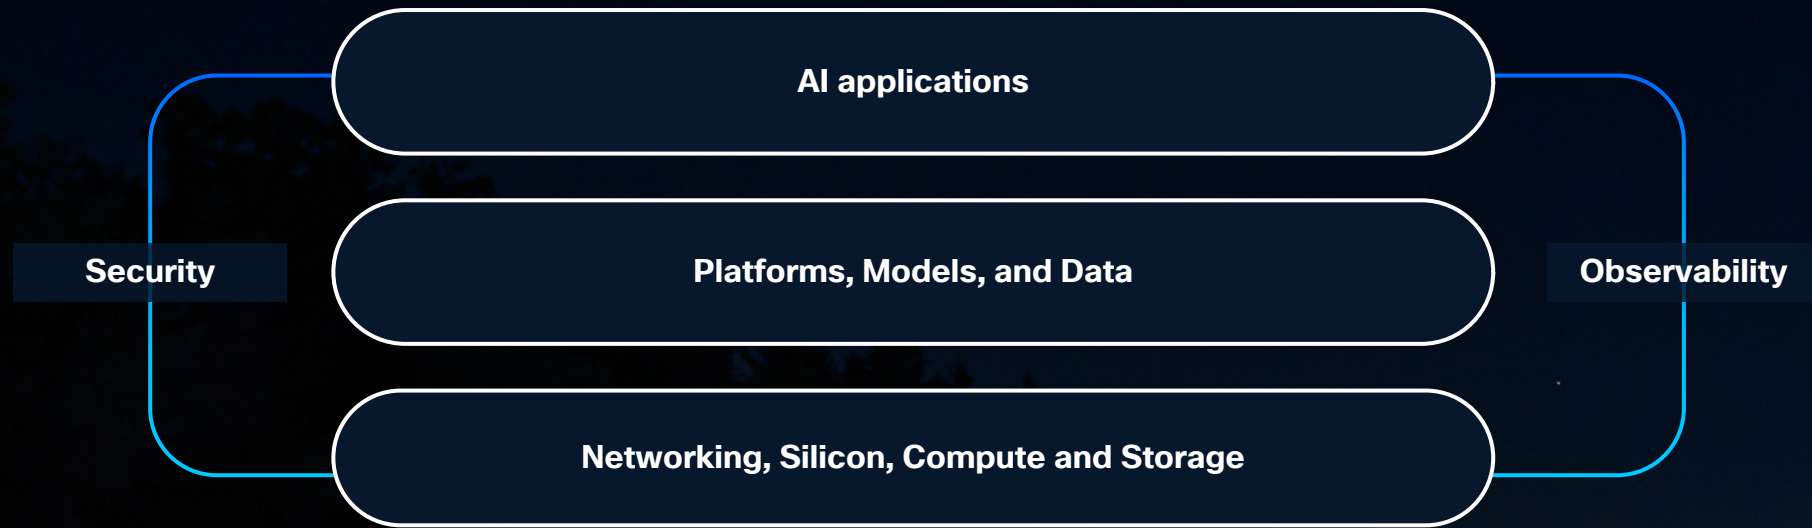 AI applications
Security
Platforms, Models, and Data
Observability
Networking, Silicon, Compute and Storage